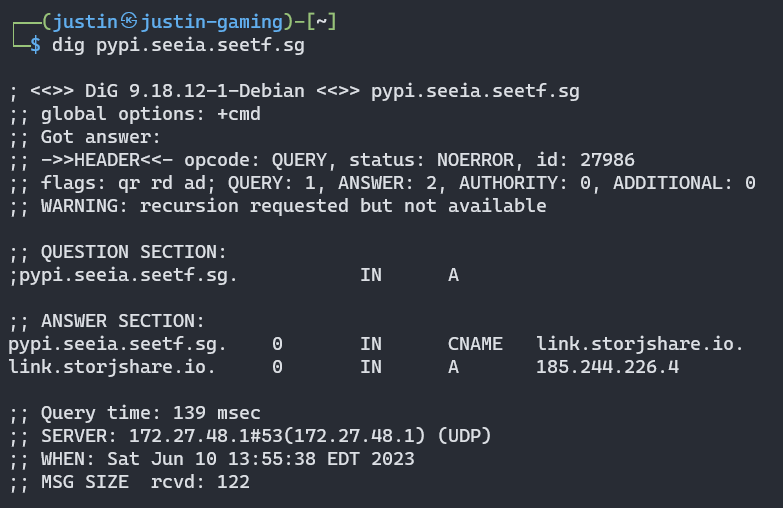 ┌──(justin㉿justin-gaming)-[~]
└─$ dig pypi.seeia.seetf.sg

; <<>> DiG 9.18.12-1-Debian <<>> pypi.seeia.seetf.sg
;; global options: +cmd
;; Got answer:
;; ->>HEADER<<- opcode: QUERY, status: NOERROR, id: 27986
;; flags: qr rd ad; QUERY: 1, ANSWER: 2, AUTHORITY: 0, ADDITIONAL: 0
;; WARNING: recursion requested but not available

;; QUESTION SECTION:
;pypi.seeia.seetf.sg.           IN      A

;; ANSWER SECTION:
pypi.seeia.seetf.sg.    0       IN      CNAME   link.storjshare.io.
link.storjshare.io.     0       IN      A       185.244.226.4

;; Query time: 139 msec
;; SERVER: 172.27.48.1#53(172.27.48.1) (UDP)
;; WHEN: Sat Jun 10 13:55:38 EDT 2023
;; MSG SIZE  rcvd: 122